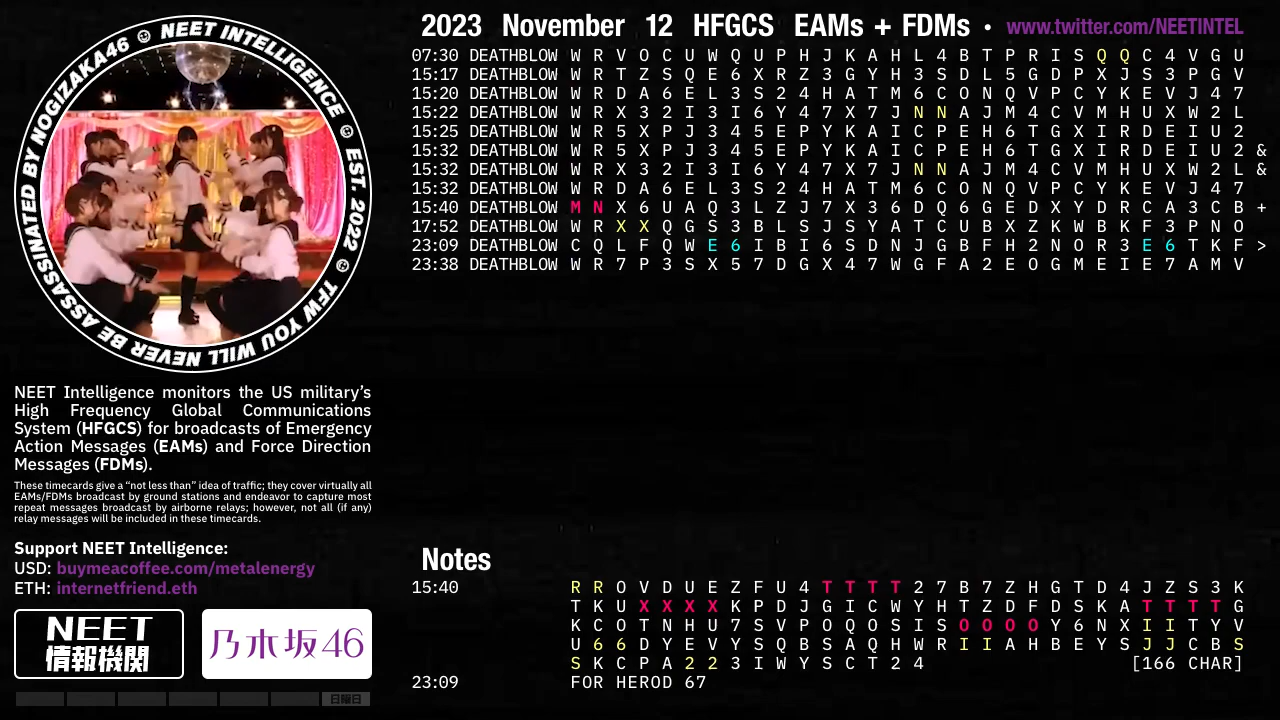 NEET INTELLIGENCE ☺ EST. 2022 ☺ TFW YOU WILL NEVER BE ASSASSINATED BY NOGIZAKA46 ☺
NEET Intelligence monitors the US military's
High Frequency Global Communications
System (HFGCS) for broadcasts of Emergency
Action Messages (EAMs) and Force Direction
Messages (FDMs).
These timecards give a “not less than” idea of traffic; they cover virtually all
EAMs/FDMs broadcast by ground stations and endeavor to capture most
repeat messages broadcast by airborne relays; however, not all (if any)
relay messages will be included in these timecards.
Support NEET Intelligence:
USD: buymeacoffee.com/metalenergy
ETH: internetfriend.eth
NEET
情報機関
乃木坂46
日曜日
2023 November 12 HFGCS EAMs + FDMs • www.twitter.com/NEETINTEL
07:30 DEATHBLOW W R V O C U W Q U P H J K A H L 4 B T P R I S Q Q C 4 V G U
15:17 DEATHBLOW W R T Z S Q E 6 X R Z 3 G Y H 3 S D L 5 G D P X J S 3 P G V
15:20 DEATHBLOW W R D A 6 E L 3 S 2 4 H A T M 6 C O N Q V P C Y K E V J 4 7
15:22 DEATHBLOW W R X 3 2 I 3 I 6 Y 4 7 X 7 J N N A J M 4 C V M H U X W 2 L
15:25 DEATHBLOW W R 5 X P J 3 4 5 E P Y K A I C P E H 6 T G X I R D E I U 2
15:32 DEATHBLOW W R 5 X P J 3 4 5 E P Y K A I C P E H 6 T G X I R D E I U 2 &
15:32 DEATHBLOW W R X 3 2 I 3 I 6 Y 4 7 X 7 J N N A J M 4 C V M H U X W 2 L &
15:32 DEATHBLOW W R D A 6 E L 3 S 2 4 H A T M 6 C O N Q V P C Y K E V J 4 7
15:40 DEATHBLOW M N X 6 U A Q 3 L Z J 7 X 3 6 D Q 6 G E D X Y D R C A 3 C B +
17:52 DEATHBLOW W R X X Q G S 3 B L S J S Y A T C U B X Z K W B K F 3 P N O
23:09 DEATHBLOW C Q L F Q W E 6 I B I 6 S D N J G B F H 2 N O R 3 E 6 T K F >
23:38 DEATHBLOW W R 7 P 3 S X 5 7 D G X 4 7 W G F A 2 E O G M E I E 7 A M V
Notes
15:40 R R O V D U E Z F U 4 T T T T 2 7 B 7 Z H G T D 4 J Z S 3 K
T K U X X X X K P D J G I C W Y H T Z D F D S K A T T T T G
K C O T N H U 7 S V P O Q O S I S O O O O Y 6 N X I I T Y V
U 6 6 D Y E V Y S Q B S A Q H W R I I A H B E Y S J J C B S
S K C P A 2 2 3 I W Y S C T 2 4 [166 CHAR]
23:09 FOR HEROD 67